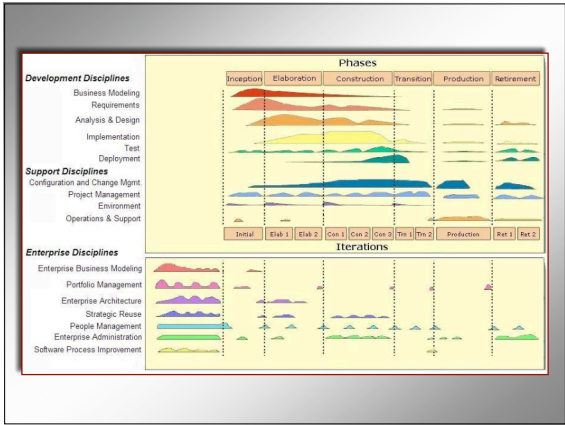 Phases
Development Disciplines
Inception Elaboration Construction Transition Production Retirement
Business Modeling
Requirements
Analysis & Design
Implementation
Test
Deployment
Support Disciplines
Configuration and Change Mgmt.
Project Management
Environment
Operations & Support
Initial Elab 1 Elab 2 Con 1 Con 2 Con 3 Trn 1 Trn 2 Production Ret 1 Ret 2
Iterations
Enterprise Disciplines
Enterprise Business Modeling
Portfolio Management
Enterprise Architecture
Strategic Reuse
People Management
Enterprise Administration
Software Process Improvement